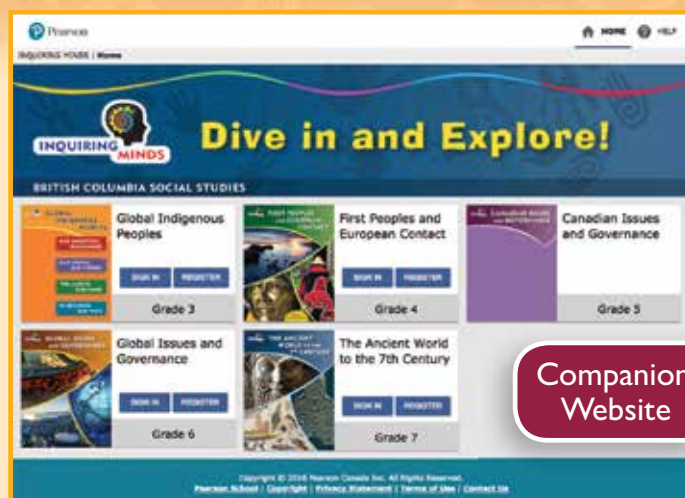 Pearson
HOME
HELP
INQUIRING MINDS | Home
INQUIRING
MINDS
Dive in and Explore!
BRITISH COLUMBIA SOCIAL STUDIES
Global Indigenous
Peoples
SIGN IN REGISTER
Grade 3
First Peoples and
European Contact
SIGN IN REGISTER
Grade 4
Canadian Issues
and Governance
Grade 5
Global Issues and
Governance
SIGN IN REGISTER
Grade 6
The Ancient World
to the 7th Century
SIGN IN REGISTER
Grade 7
Companion
Website
Copyright © 2016 Pearson Canada Inc. All Rights Reserved.
Pearson School | Copyright | Privacy Statement | Terms of Use | Contact Us